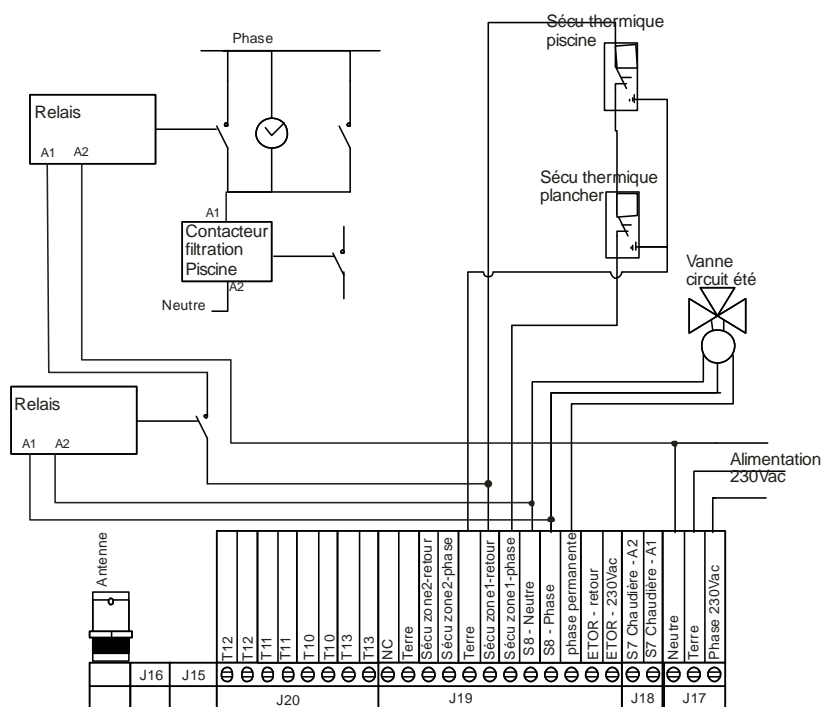 Phase
Sécu thermique
piscine
Relais
A1 A2
A1
Contacteur
filtration
Piscine
A2
Neutre
Sécu thermique
plancher
Vanne
circuit été
Relais
A1 A2
Alimentation
230Vac
Antenne
T12
T12
T11
T11
T10
T10
T13
T13
NC
Terre
Sécu zone2-retour
Sécu zone2-phase
Terre
Sécu zone1-retour
Sécu zone1-phase
S8 - Neutre
S8 - Phase
phase permanente
ETOR - retour
ETOR - 230Vac
S7 Chaudière - A2
S7 Chaudière - A1
Neutre
Terre
Phase 230Vac
J16 J15
J20 J19 J18 J17